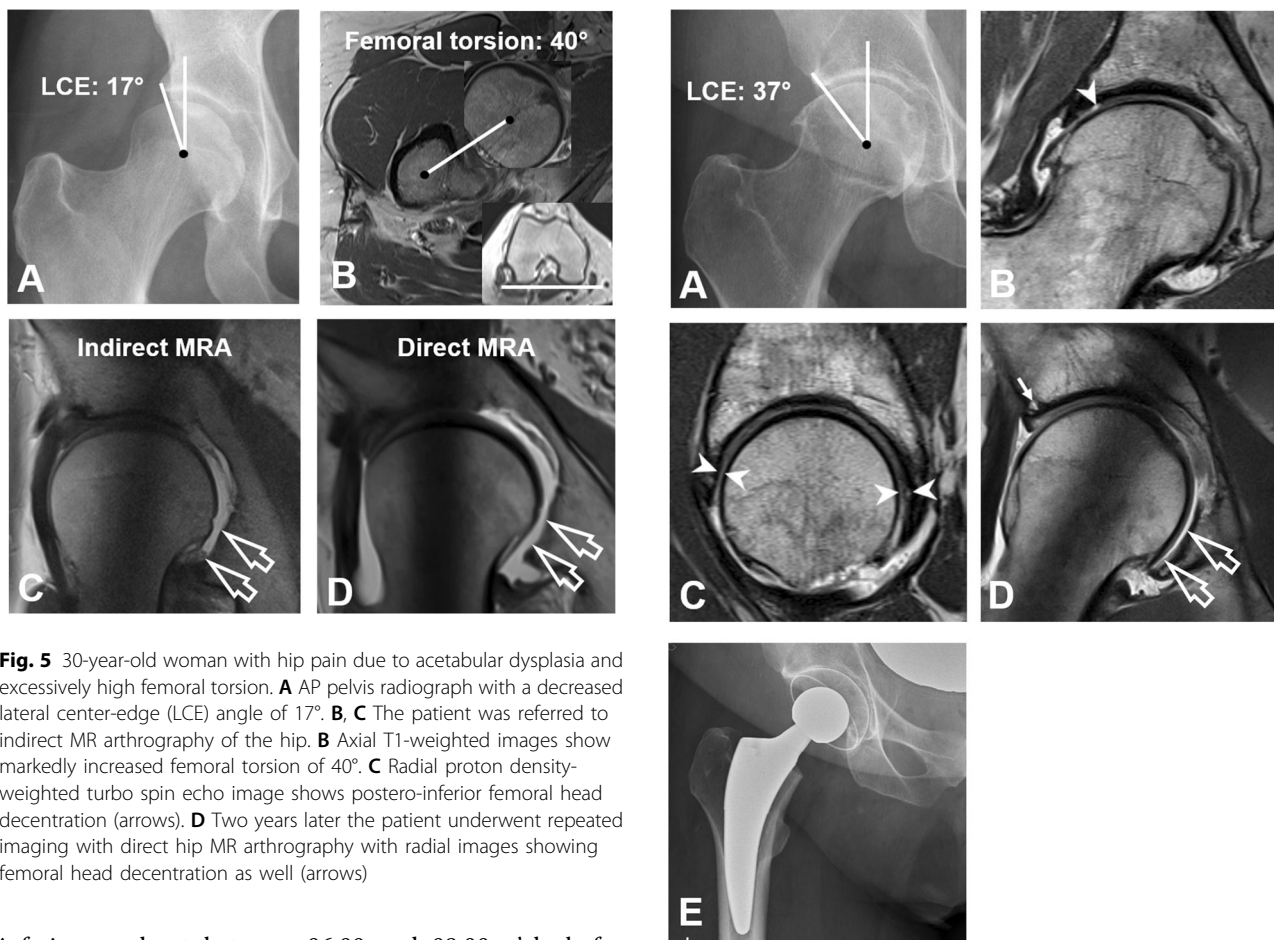 LCE: 17°
A
Femoral torsion: 40°
B
Indirect MRA
C
Direct MRA
D
Fig. 5 30-year-old woman with hip pain due to acetabular dysplasia and
excessively high femoral torsion. A AP pelvis radiograph with a decreased
lateral center-edge (LCE) angle of 17°. B, C The patient was referred to
indirect MR arthrography of the hip. B Axial T1-weighted images show
markedly increased femoral torsion of 40°. C Radial proton density-
weighted turbo spin echo image shows postero-inferior femoral head
decentration (arrows). D Two years later the patient underwent repeated
imaging with direct hip MR arthrography with radial images showing
femoral head decentration as well (arrows)
LCE: 37°
A
B
C
D
E